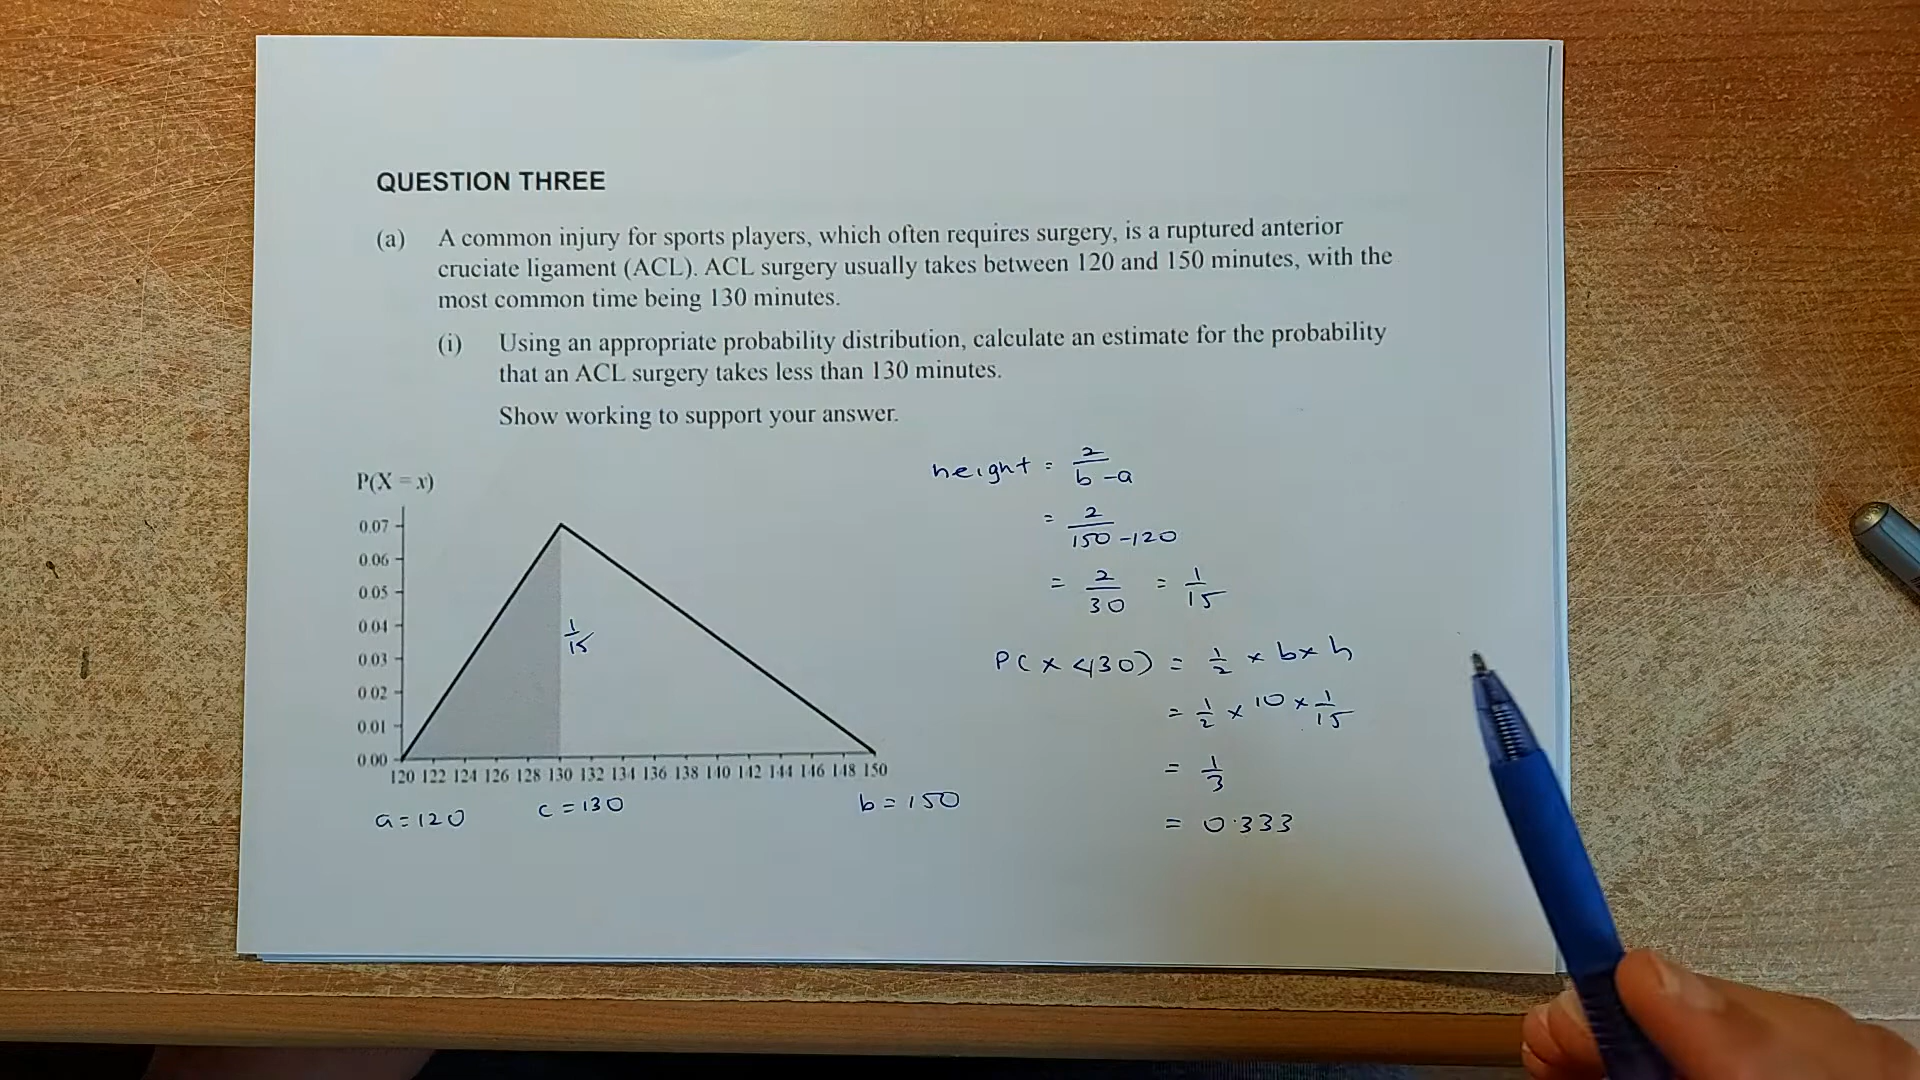 QUESTION THREE
(a) A common injury for sports players, which often requires surgery, is a ruptured anterior
cruciate ligament (ACL). ACL surgery usually takes between 120 and 150 minutes, with the
most common time being 130 minutes.
(i) Using an appropriate probability distribution, calculate an estimate for the probability
that an ACL surgery takes less than 130 minutes.
Show working to support your answer.
P(X = x)
0.07
0.06
0.05
0.04
0.03
0.02
0.01
0.00
120 122 124 126 128 130 132 134 136 138 140 142 144 146 148 150
1/15
a = 120
c = 130
b = 150
height = 2/(b - a)
= 2/(150 - 120)
= 2/30 = 1/15
P(X < 130) = 1/2 × b × h
= 1/2 × 10 × 1/15
= 1/3
= 0.333